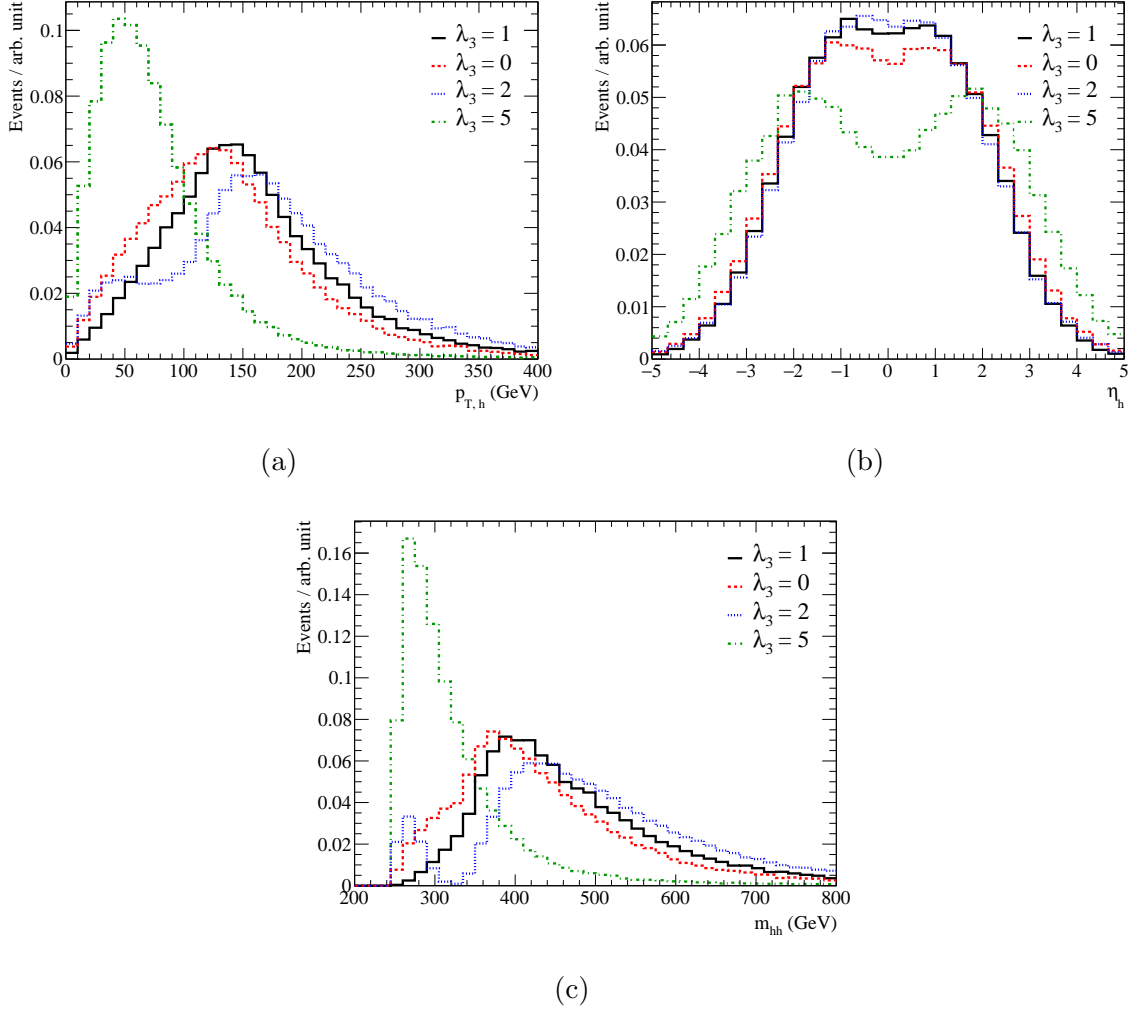 Events / arb. unit
0.1
0.08
0.06
0.04
0.02
0
λ₃ = 1
λ₃ = 0
λ₃ = 2
λ₃ = 5
0 50 100 150 200 250 300 350 400
p_{T, h} (GeV)
(a)
Events / arb. unit
0.06
0.05
0.04
0.03
0.02
0.01
0
λ₃ = 1
λ₃ = 0
λ₃ = 2
λ₃ = 5
−5 −4 −3 −2 −1 0 1 2 3 4 5
η_h
(b)
Events / arb. unit
0.16
0.14
0.12
0.1
0.08
0.06
0.04
0.02
0
λ₃ = 1
λ₃ = 0
λ₃ = 2
λ₃ = 5
200 300 400 500 600 700 800
m_{hh} (GeV)
(c)